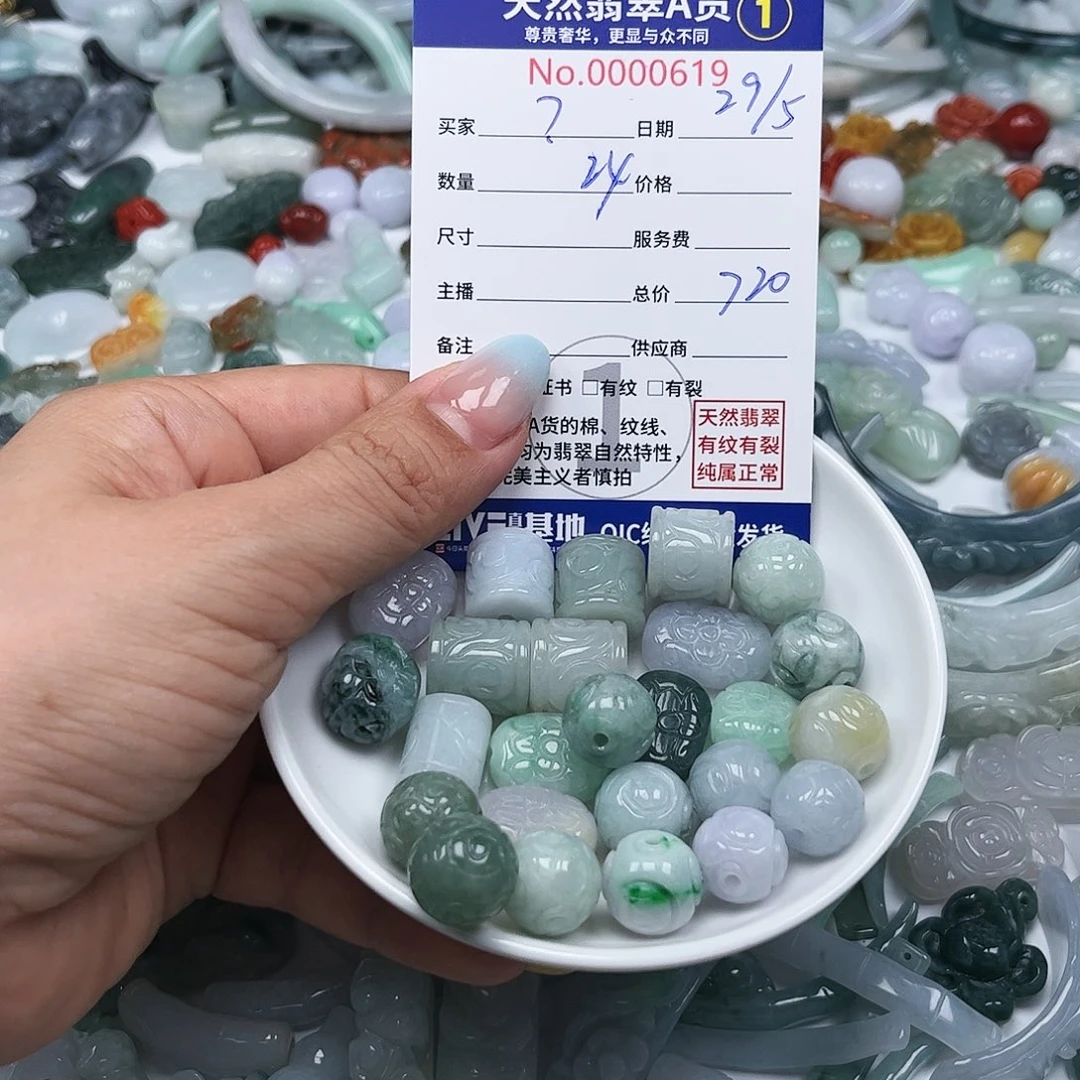 天然翡翠A货 1
尊贵奢华，更显与众不同
No.0000619
买家 ? 日期 29/5
数量 24 价格
尺寸 服务费
主播 总价 720
备注 供应商
证书 □有纹 □有裂
A货的棉、纹线、
均为翡翠自然特性，
完美主义者慎拍
1
天然翡翠
有纹有裂
纯属正常
基地 QIC 发货